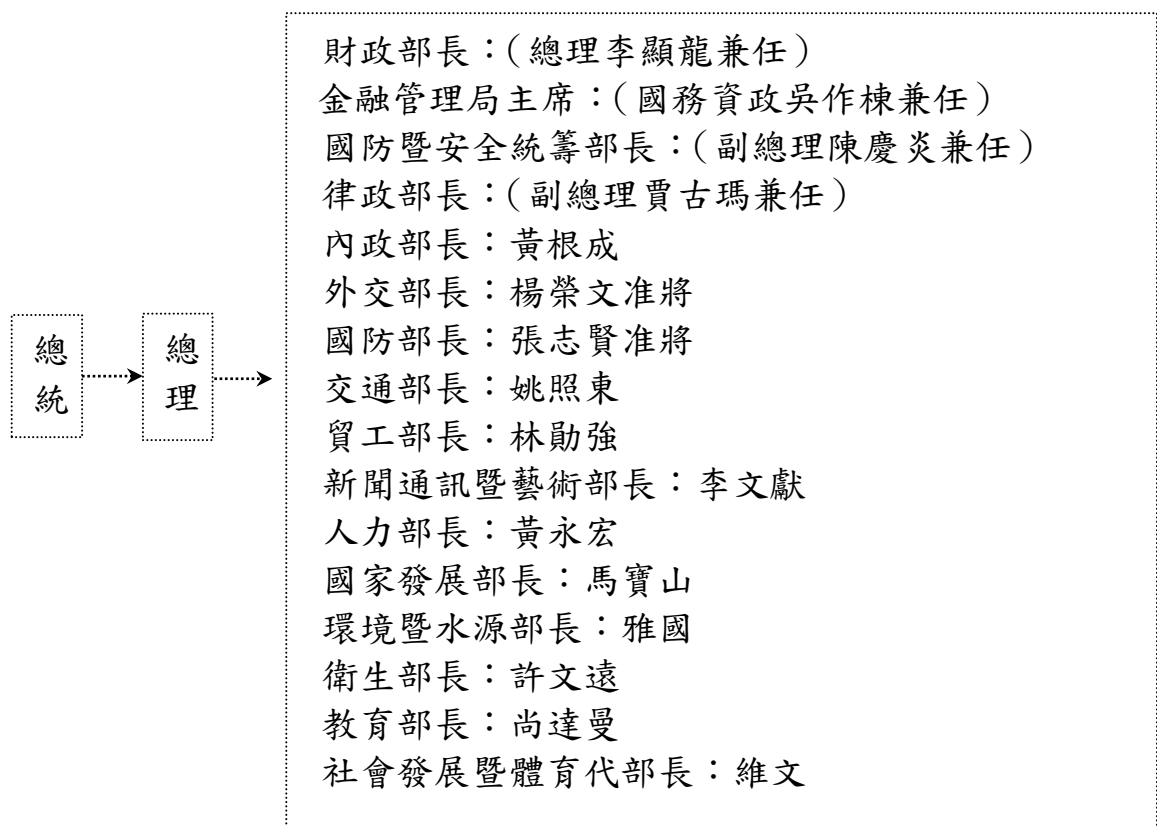 總統
總理
財政部長：(總理李顯龍兼任)
金融管理局主席：(國務資政吳作棟兼任)
國防暨安全統籌部長：(副總理陳慶炎兼任)
律政部長：(副總理賈古瑪兼任)
內政部長：黃根成
外交部長：楊榮文准將
國防部長：張志賢准將
交通部長：姚照東
貿工部長：林勛強
新聞通訊暨藝術部長：李文獻
人力部長：黃永宏
國家發展部長：馬寶山
環境暨水源部長：雅國
衛生部長：許文遠
教育部長：尚達曼
社會發展暨體育代部長：維文